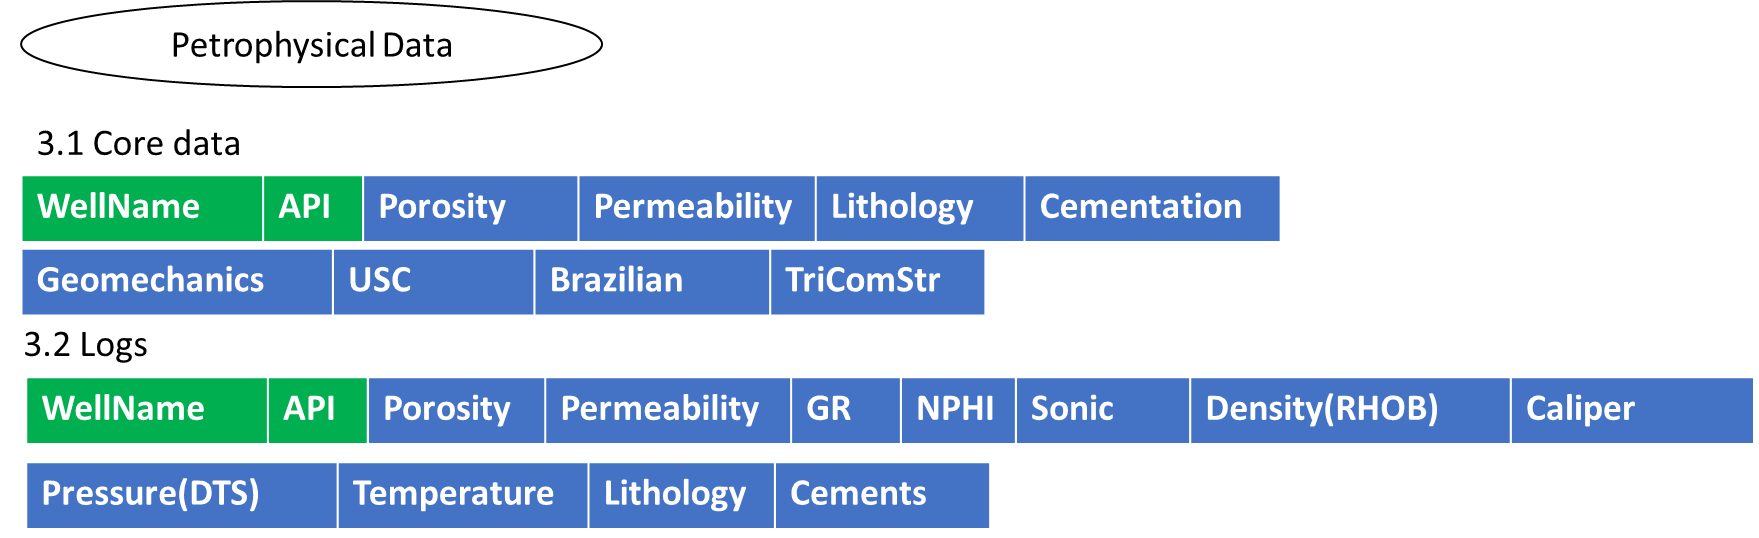 Petrophysical Data
3.1 Core data
WellName API Porosity Permeability Lithology Cementation
Geomechanics USC Brazilian TriComStr
3.2 Logs
WellName API Porosity Permeability GR NPHI Sonic Density(RHOB) Caliper
Pressure(DTS) Temperature Lithology Cements